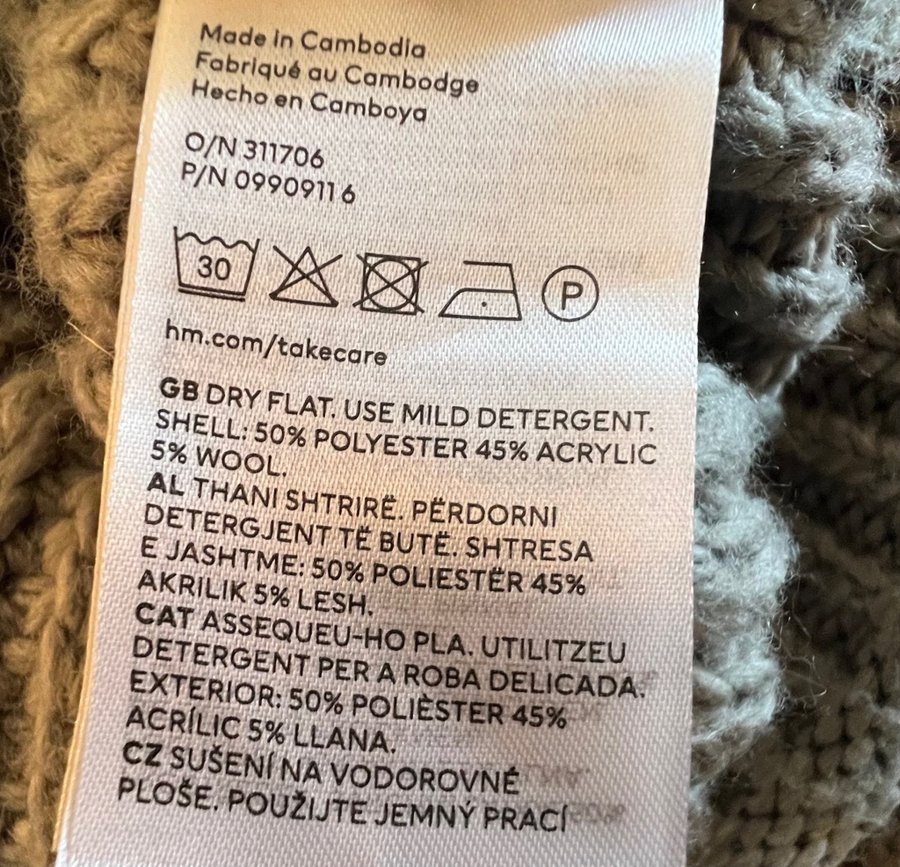 Made in Cambodia
Fabriqué au Cambodge
Hecho en Camboya
O/N 311706
P/N 0990911 6
30
P
hm.com/takecare
GB DRY FLAT. USE MILD DETERGENT.
SHELL: 50% POLYESTER 45% ACRYLIC
5% WOOL.
AL THANI SHTRIRË. PËRDORNI
DETERGJENT TË BUTË. SHTRESA
E JASHTME: 50% POLIESTËR 45%
AKRILIK 5% LESH.
CAT ASSEQUEU-HO PLA. UTILITZEU
DETERGENT PER A ROBA DELICADA.
EXTERIOR: 50% POLIÈSTER 45%
ACRÍLIC 5% LLANA.
CZ SUŠENÍ NA VODOROVNÉ
PLOŠE. POUŽIJTE JEMNÝ PRACÍ